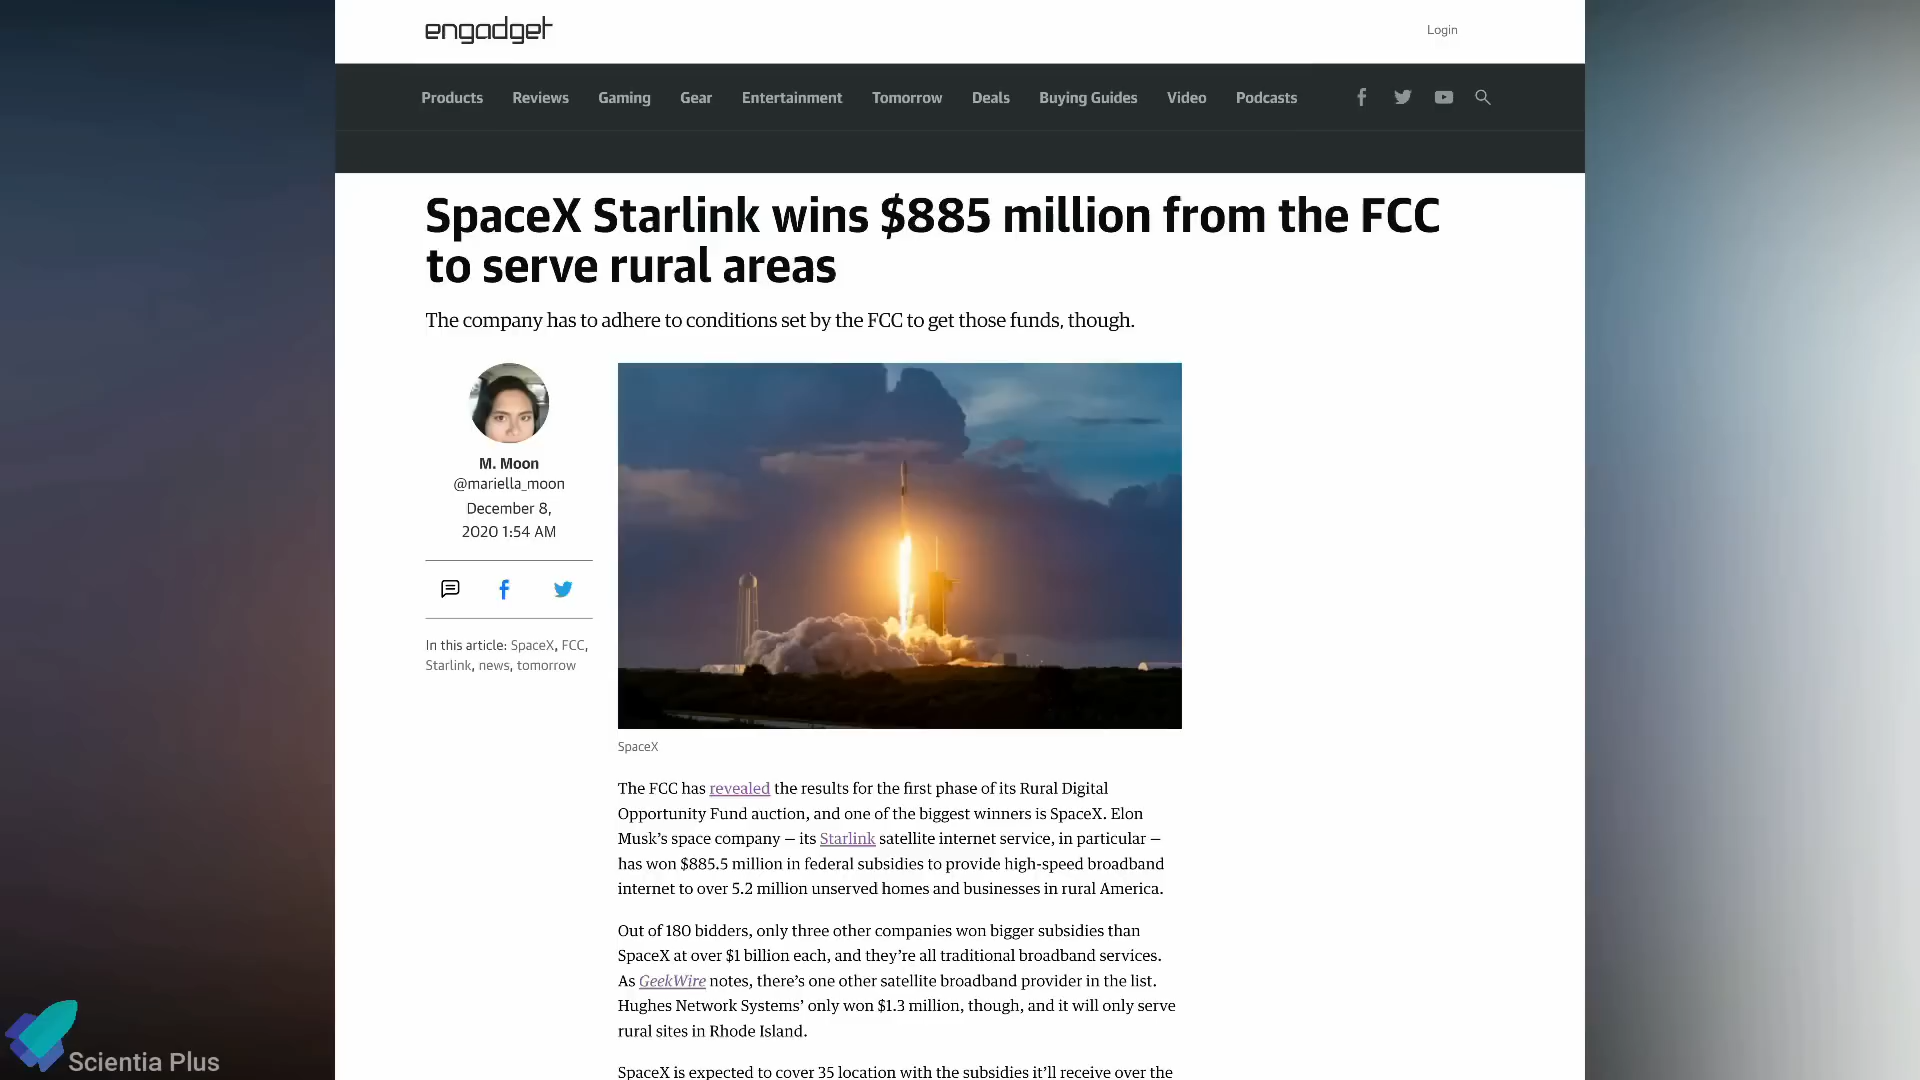 engadget
Login
Products Reviews Gaming Gear Entertainment Tomorrow Deals Buying Guides Video Podcasts
SpaceX Starlink wins $885 million from the FCC
to serve rural areas
The company has to adhere to conditions set by the FCC to get those funds, though.
M. Moon
@mariella_moon
December 8,
2020 1:54 AM
In this article: SpaceX, FCC,
Starlink, news, tomorrow
SpaceX
The FCC has revealed the results for the first phase of its Rural Digital
Opportunity Fund auction, and one of the biggest winners is SpaceX. Elon
Musk's space company — its Starlink satellite internet service, in particular —
has won $885.5 million in federal subsidies to provide high-speed broadband
internet to over 5.2 million unserved homes and businesses in rural America.
Out of 180 bidders, only three other companies won bigger subsidies than
SpaceX at over $1 billion each, and they're all traditional broadband services.
As GeekWire notes, there's one other satellite broadband provider in the list.
Hughes Network Systems' only won $1.3 million, though, and it will only serve
rural sites in Rhode Island.
SpaceX is expected to cover 35 location with the subsidies it'll receive over the
Scientia Plus